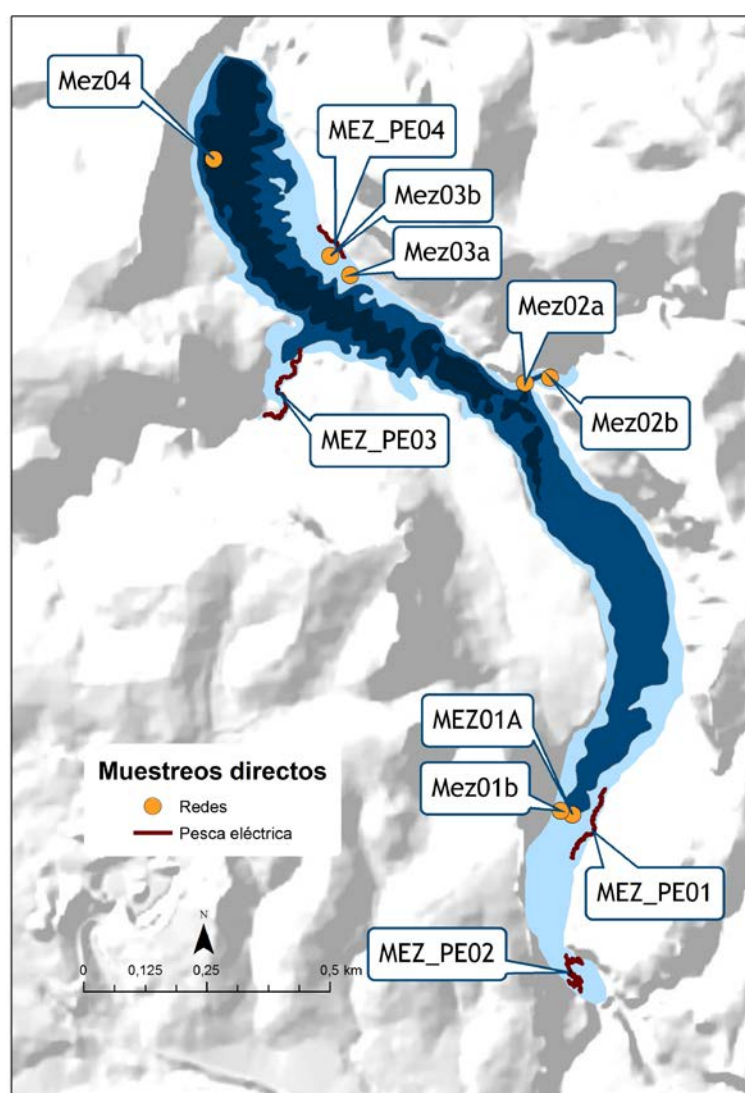 Mez04
MEZ_PE04
Mez03b
Mez03a
Mez02a
Mez02b
MEZ_PE03
MEZ01A
Mez01b
MEZ_PE01
MEZ_PE02
Muestreos directos
Redes
Pesca eléctrica
N
0 0,125 0,25 0,5 km